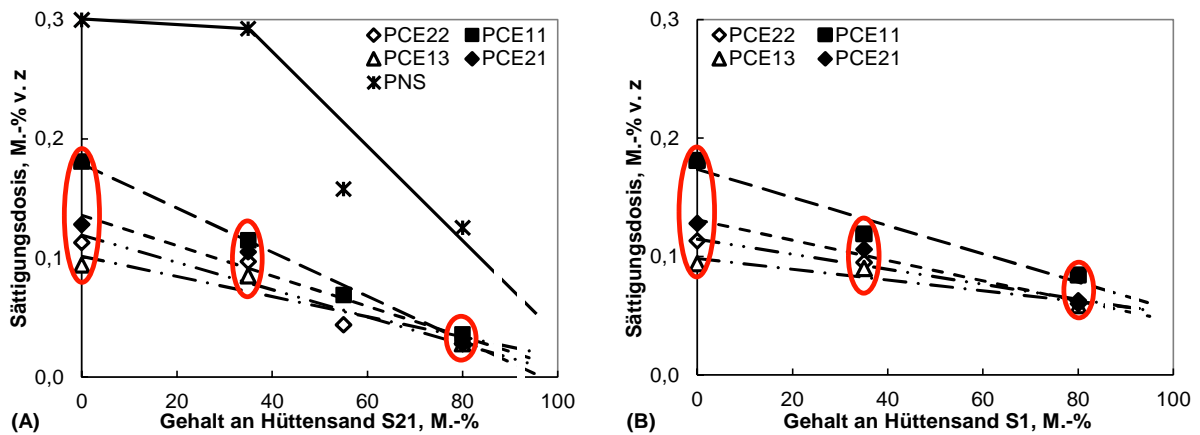 Sättigungsdosis, M.-% v. z
0,3
0,2
0,1
0,0
PCE22 PCE11
PCE13 PCE21
PNS
0 20 40 60 80 100
(A) Gehalt an Hüttensand S21, M.-%
Sättigungsdosis, M.-% v. z
0,3
0,2
0,1
0,0
PCE22 PCE11
PCE13 PCE21
0 20 40 60 80 100
(B) Gehalt an Hüttensand S1, M.-%